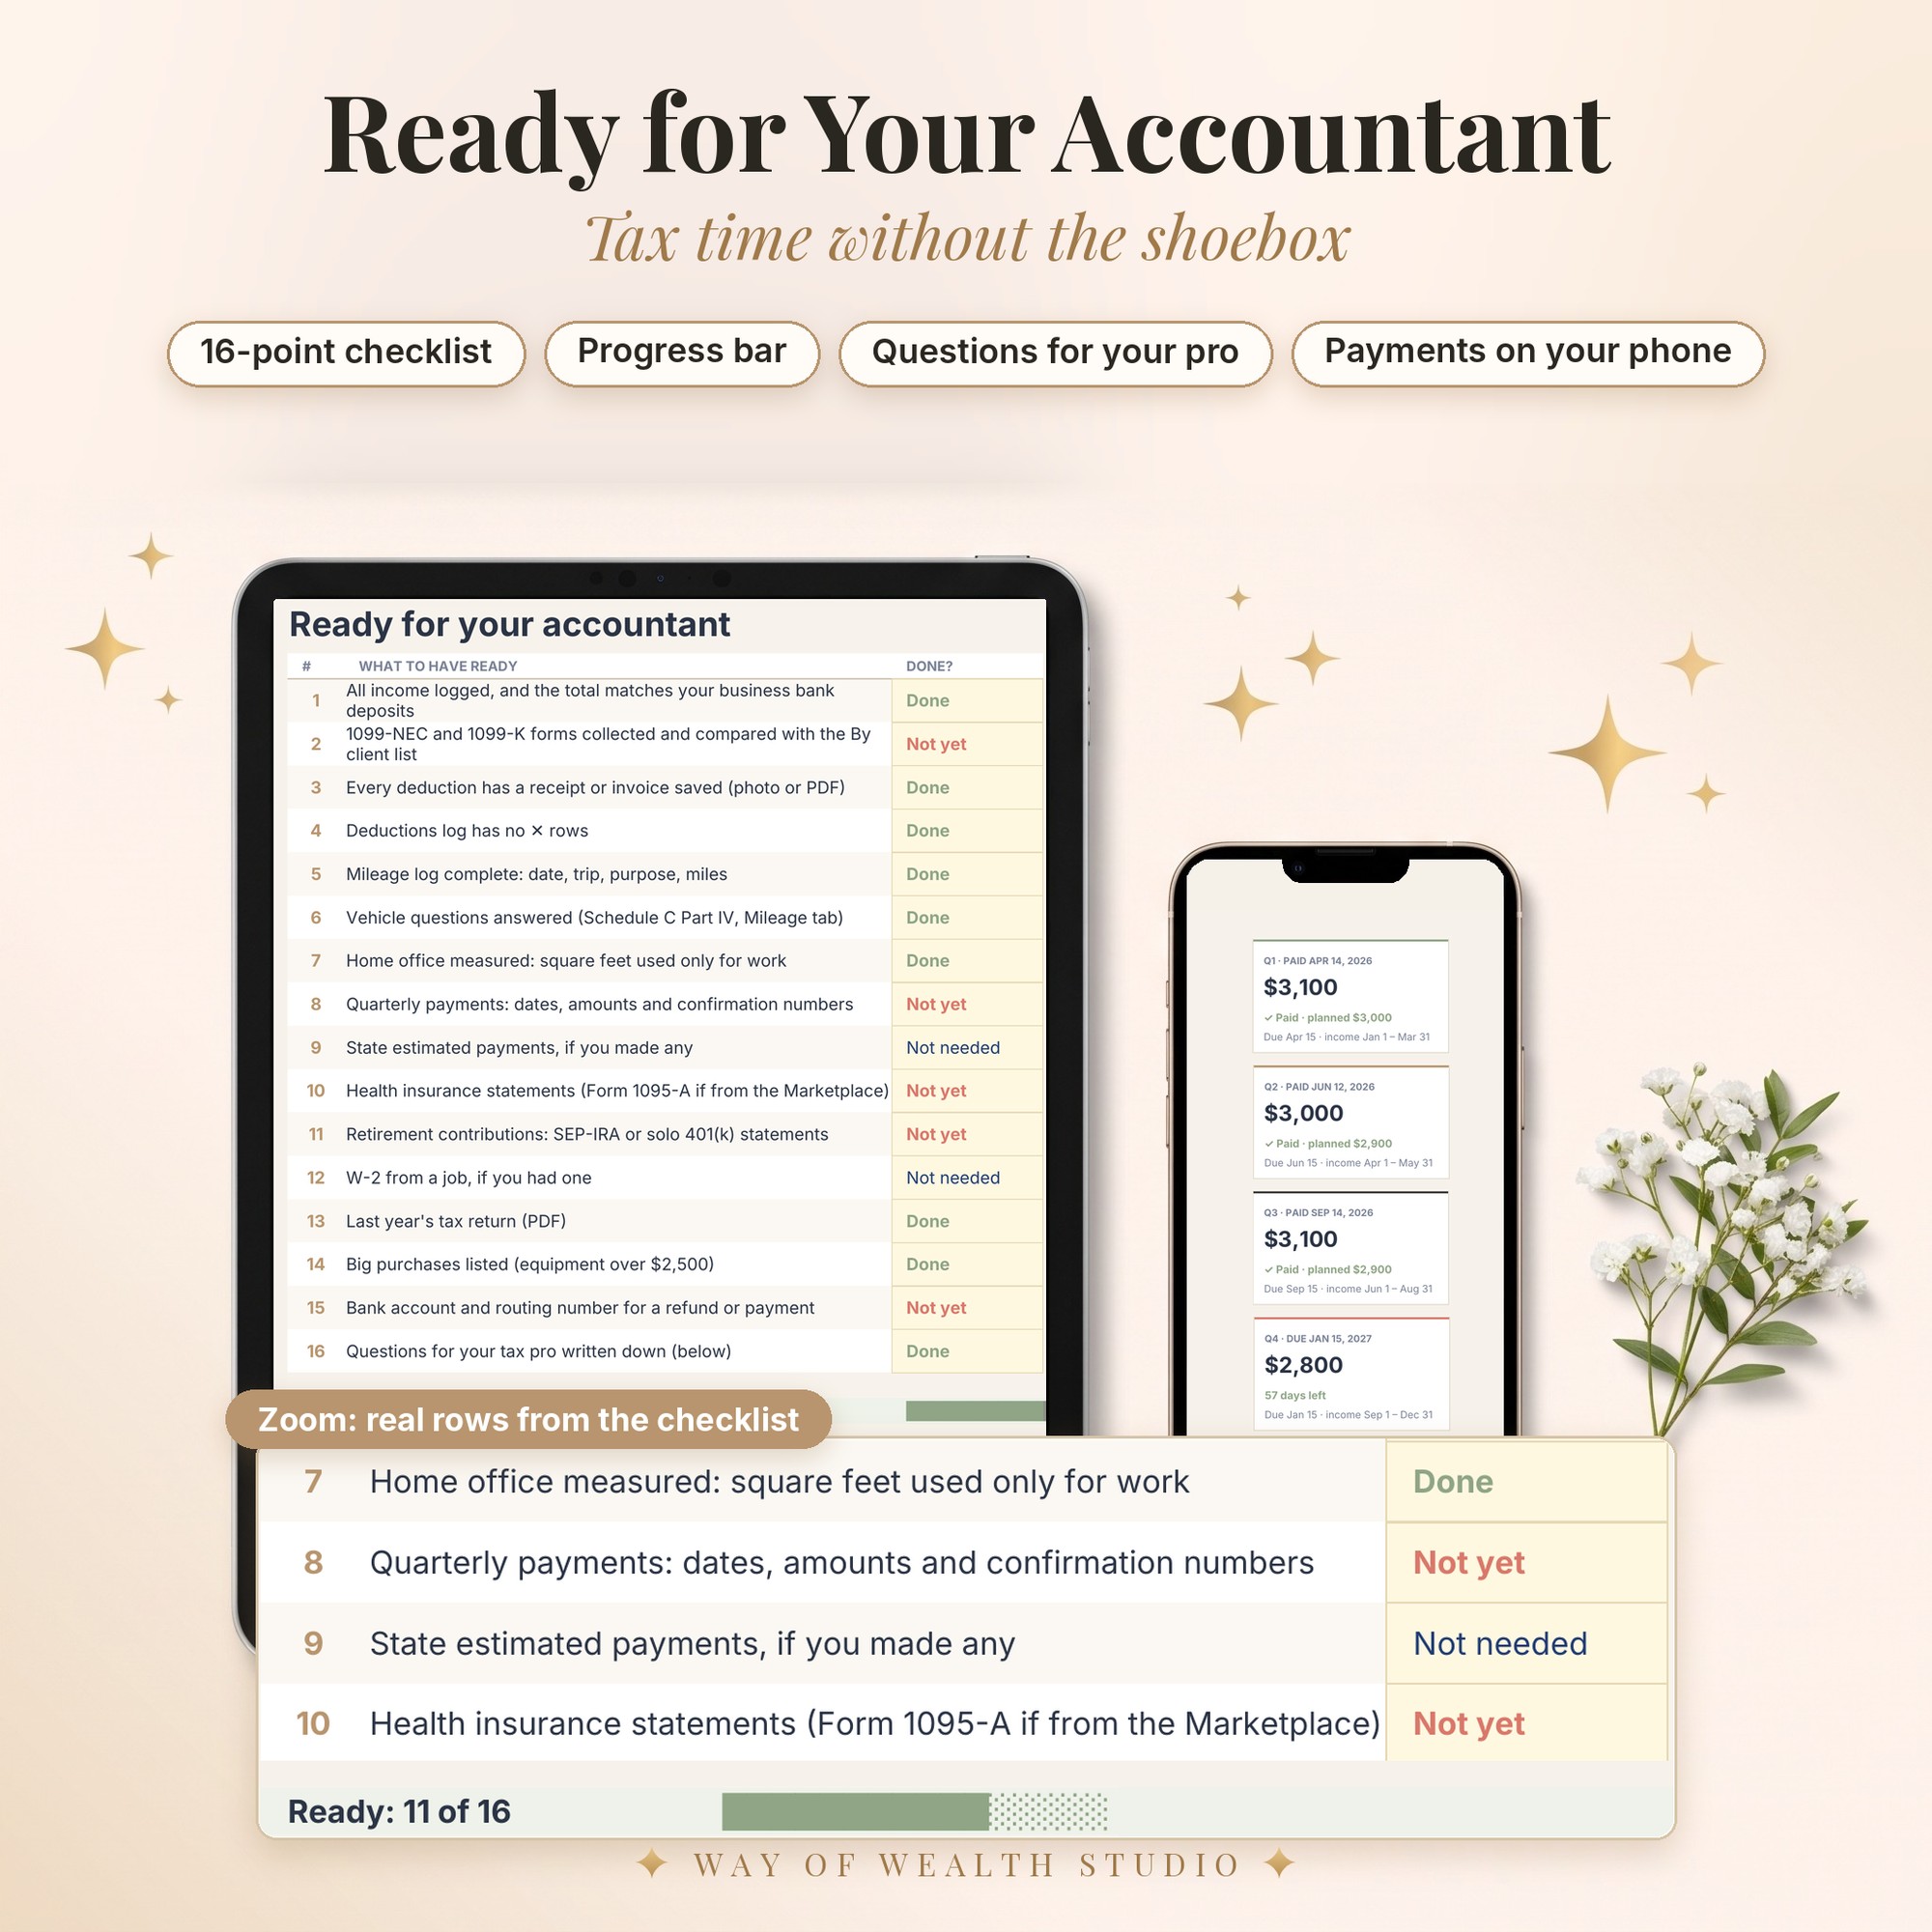 Ready for Your Accountant
Tax time without the shoebox
16-point checklist
Progress bar
Questions for your pro
Payments on your phone
Ready for your accountant
# WHAT TO HAVE READY DONE?
1 All income logged, and the total matches your business bank
deposits Done
2 1099-NEC and 1099-K forms collected and compared with the By
client list Not yet
3 Every deduction has a receipt or invoice saved (photo or PDF) Done
4 Deductions log has no ✕ rows Done
5 Mileage log complete: date, trip, purpose, miles Done
6 Vehicle questions answered (Schedule C Part IV, Mileage tab) Done
7 Home office measured: square feet used only for work Done
8 Quarterly payments: dates, amounts and confirmation numbers Not yet
9 State estimated payments, if you made any Not needed
10 Health insurance statements (Form 1095-A if from the Marketplace) Not yet
11 Retirement contributions: SEP-IRA or solo 401(k) statements Not yet
12 W-2 from a job, if you had one Not needed
13 Last year's tax return (PDF) Done
14 Big purchases listed (equipment over $2,500) Done
15 Bank account and routing number for a refund or payment Not yet
16 Questions for your tax pro written down (below) Done
Q1 · PAID APR 14, 2026
$3,100
✓ Paid · planned $3,000
Due Apr 15 · income Jan 1 – Mar 31
Q2 · PAID JUN 12, 2026
$3,000
✓ Paid · planned $2,900
Due Jun 15 · income Apr 1 – May 31
Q3 · PAID SEP 14, 2026
$3,100
✓ Paid · planned $2,900
Due Sep 15 · income Jun 1 – Aug 31
Q4 · DUE JAN 15, 2027
$2,800
57 days left
Due Jan 15 · income Sep 1 – Dec 31
Zoom: real rows from the checklist
7 Home office measured: square feet used only for work Done
8 Quarterly payments: dates, amounts and confirmation numbers Not yet
9 State estimated payments, if you made any Not needed
10 Health insurance statements (Form 1095-A if from the Marketplace) Not yet
Ready: 11 of 16
WAY OF WEALTH STUDIO